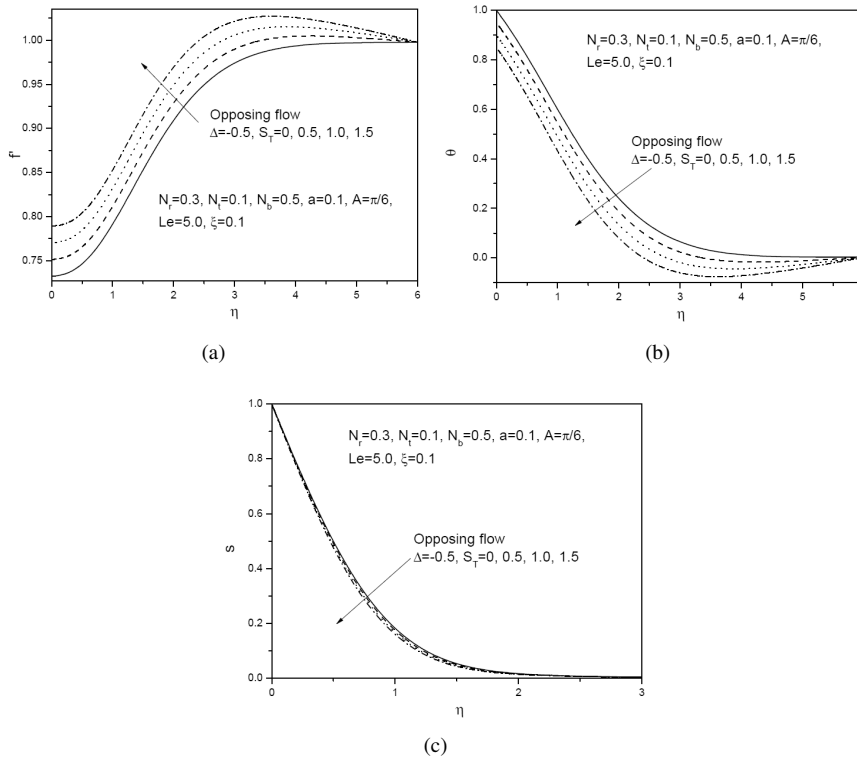 1.00
0.95
0.90
0.85
0.80
0.75
f'
Opposing flow
Δ=-0.5, S_T=0, 0.5, 1.0, 1.5
N_r=0.3, N_t=0.1, N_b=0.5, a=0.1, A=π/6,
Le=5.0, ξ=0.1
0 1 2 3 4 5 6
η
(a)
1.0
0.8
0.6
0.4
0.2
0.0
θ
N_r=0.3, N_t=0.1, N_b=0.5, a=0.1, A=π/6,
Le=5.0, ξ=0.1
Opposing flow
Δ=-0.5, S_T=0, 0.5, 1.0, 1.5
0 1 2 3 4 5
η
(b)
1.0
0.8
0.6
0.4
0.2
0.0
s
N_r=0.3, N_t=0.1, N_b=0.5, a=0.1, A=π/6,
Le=5.0, ξ=0.1
Opposing flow
Δ=-0.5, S_T=0, 0.5, 1.0, 1.5
0 1 2 3
η
(c)